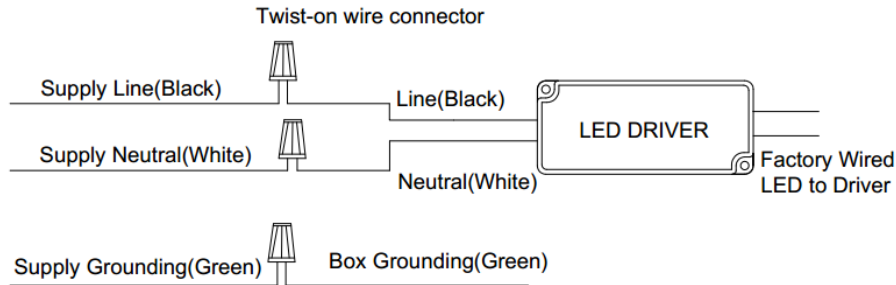 Twist-on wire connector
Supply Line(Black)
Line(Black)
LED DRIVER
Supply Neutral(White)
Neutral(White)
Factory Wired
LED to Driver
Supply Grounding(Green)
Box Grounding(Green)